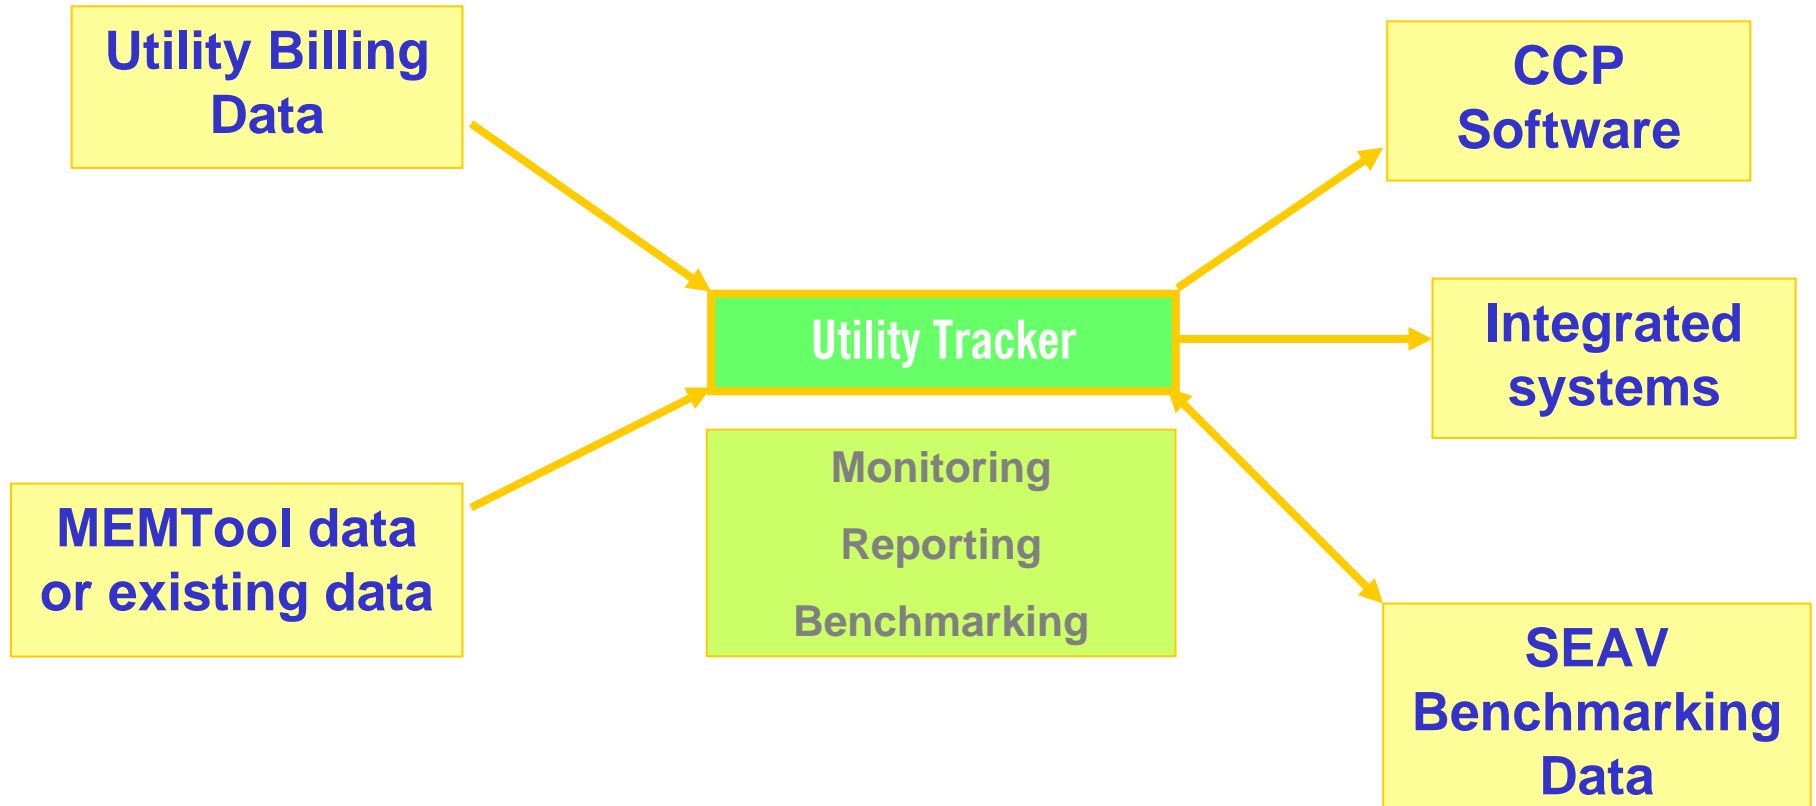 Utility Billing
Data
CCP
Software
Utility Tracker
Integrated
systems
Monitoring
Reporting
Benchmarking
MEMTool data
or existing data
SEAV
Benchmarking
Data